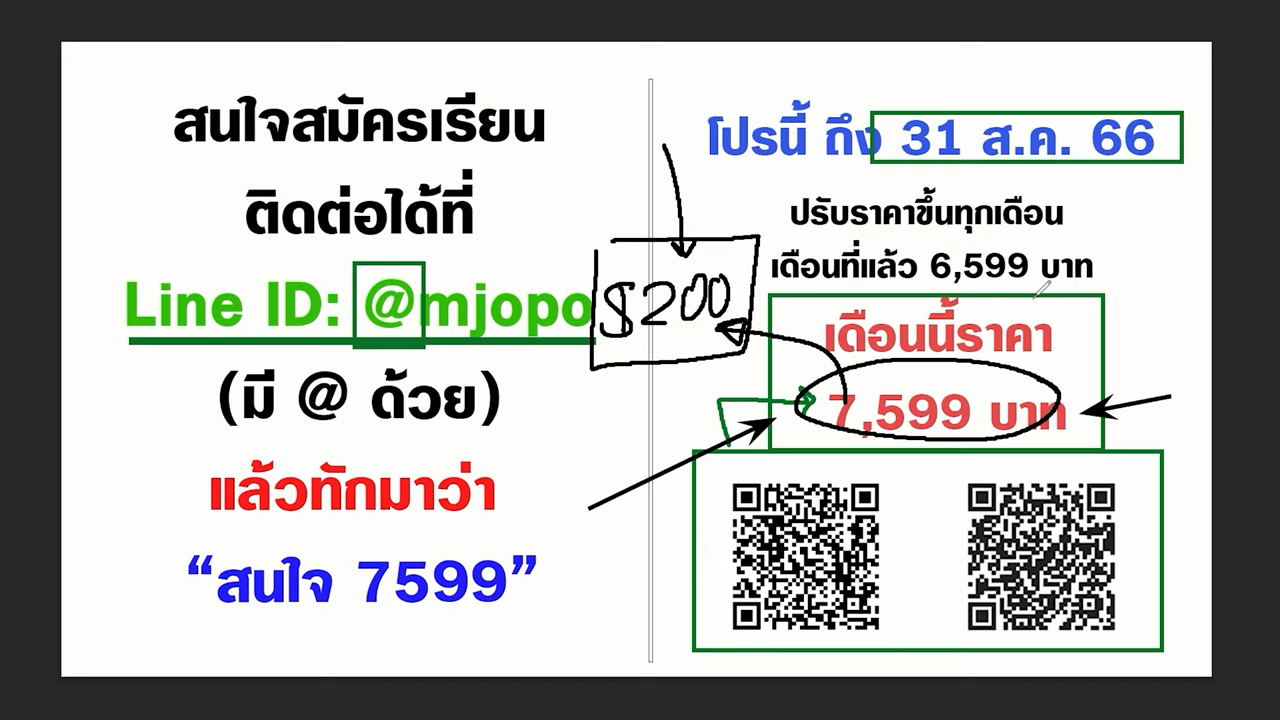 สนใจสมัครเรียน
ติดต่อได้ที่
Line ID: @mjopo
(มี @ ด้วย)
แล้วทักมาว่า
“สนใจ 7599”
$200
โปรนี้ ถึง 31 ส.ค. 66
ปรับราคาขึ้นทุกเดือน
เดือนที่แล้ว 6,599 บาท
เดือนนี้ราคา
7,599 บาท